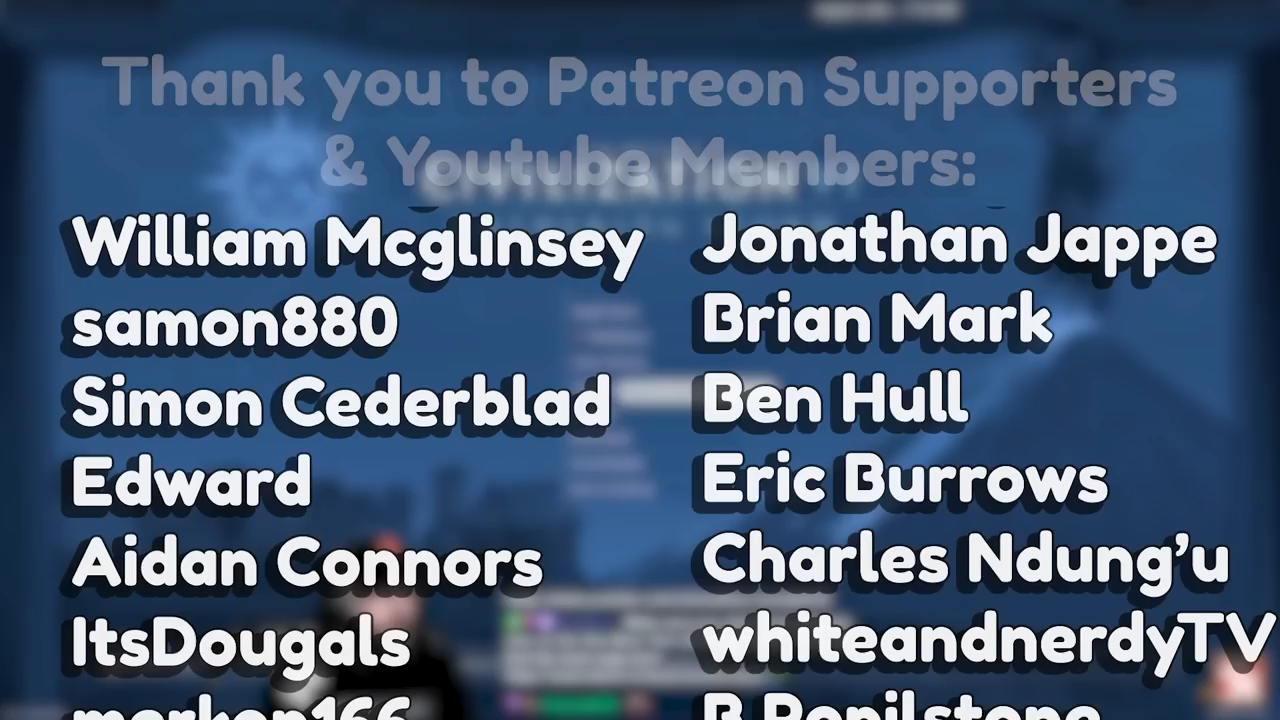 Thank you to Patreon Supporters
& Youtube Members:
William Mcglinsey
samon880
Simon Cederblad
Edward
Aidan Connors
ItsDougals
Jonathan Jappe
Brian Mark
Ben Hull
Eric Burrows
Charles Ndung’u
whiteandnerdyTV